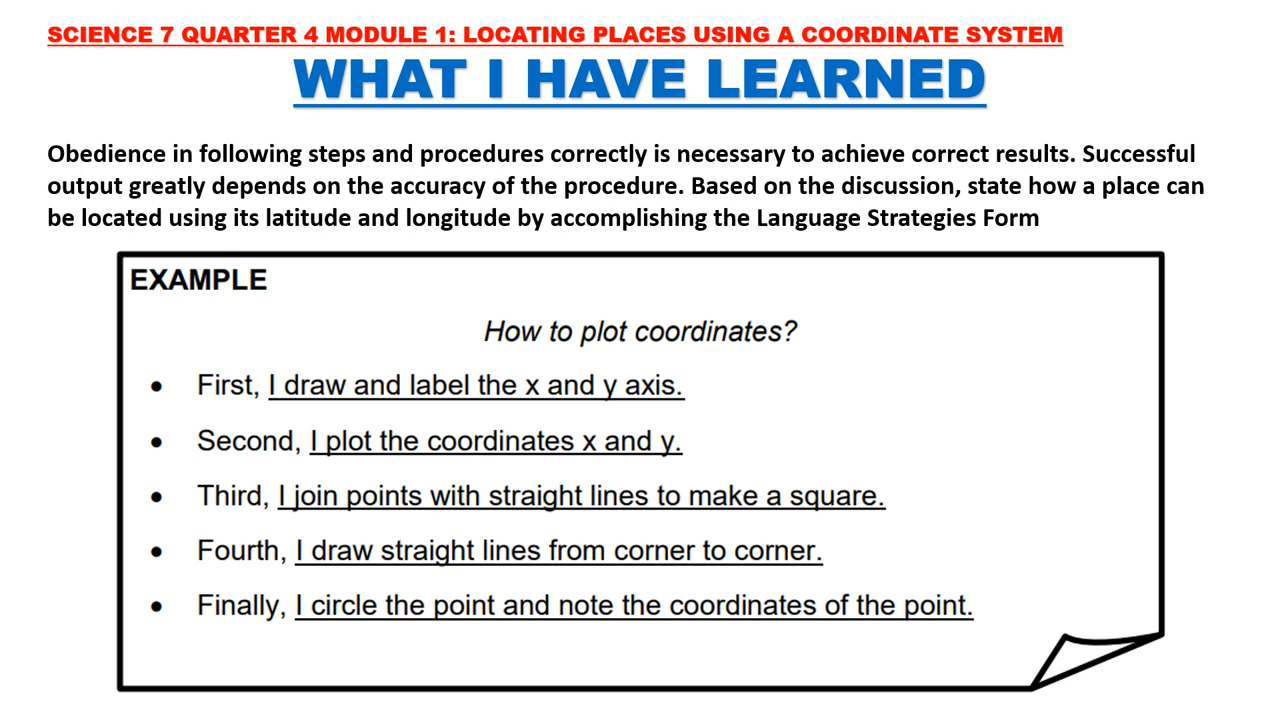 SCIENCE 7 QUARTER 4 MODULE 1: LOCATING PLACES USING A COORDINATE SYSTEM
WHAT I HAVE LEARNED
Obedience in following steps and procedures correctly is necessary to achieve correct results. Successful
output greatly depends on the accuracy of the procedure. Based on the discussion, state how a place can
be located using its latitude and longitude by accomplishing the Language Strategies Form
EXAMPLE
How to plot coordinates?
• First, I draw and label the x and y axis.
• Second, I plot the coordinates x and y.
• Third, I join points with straight lines to make a square.
• Fourth, I draw straight lines from corner to corner.
• Finally, I circle the point and note the coordinates of the point.